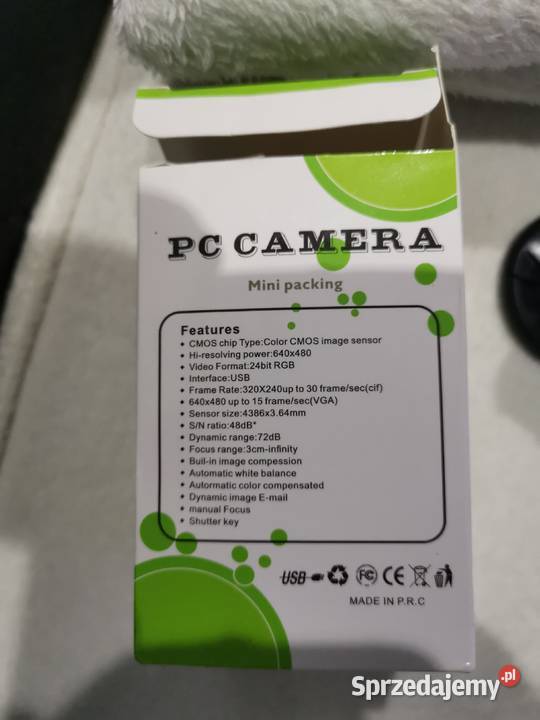 PC CAMERA
Mini packing
Features
• CMOS chip Type:Color CMOS image sensor
• Hi-resolving power:640x480
• Video Format:24bit RGB
• Interface:USB
• Frame Rate:320X240up to 30 frame/sec(cif)
• 640x480 up to 15 frame/sec(VGA)
• Sensor size:4386x3.64mm
• S/N ratio:48dB*
• Dynamic range:72dB
• Focus range:3cm-infinity
• Buil-in image compession
• Automatic white balance
• Autormatic color compensated
• Dynamic image E-mail
• manual Focus
• Shutter key
USB FC CE
MADE IN P.R.C
Sprzedajemy.pl